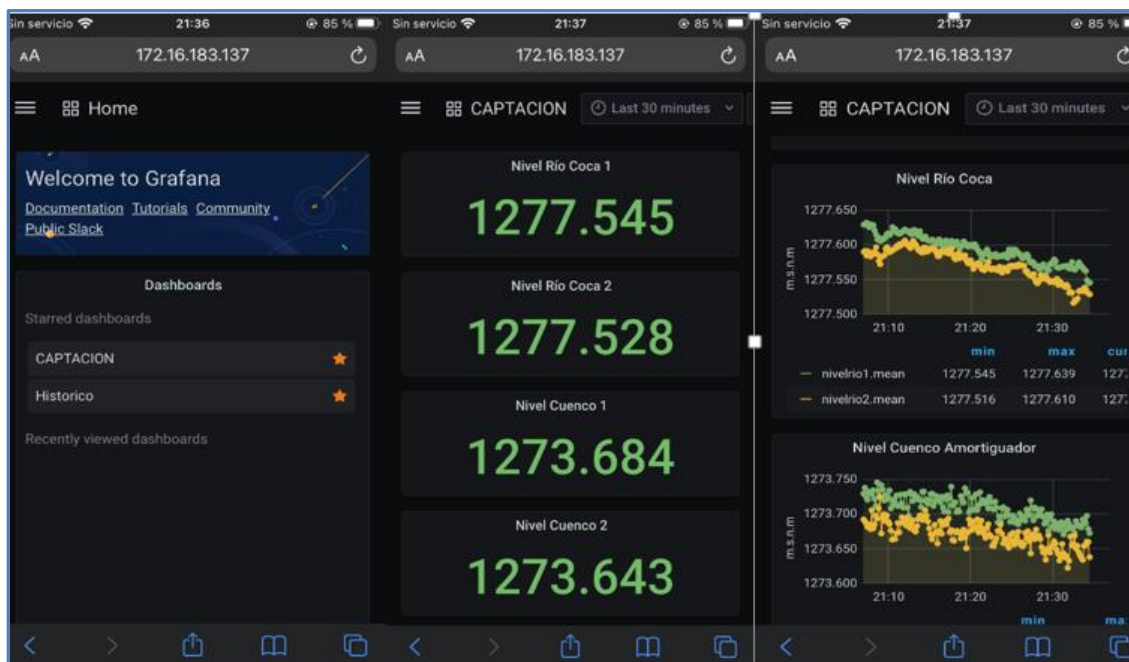 Sin servicio 21:36 85 %
AA 172.16.183.137
Home
Welcome to Grafana
Documentation Tutorials Community
Public Slack
Dashboards
Starred dashboards
CAPTACION
Historico
Recently viewed dashboards
Sin servicio 21:37 85 %
AA 172.16.183.137
CAPTACION Last 30 minutes
Nivel Río Coca 1
1277.545
Nivel Río Coca 2
1277.528
Nivel Cuenco 1
1273.684
Nivel Cuenco 2
1273.643
Sin servicio 21:37 85 %
AA 172.16.183.137
CAPTACION Last 30 minutes
Nivel Río Coca
m.s.n.m
1277.650
1277.600
1277.550
1277.500
21:10 21:20 21:30
min max cur
nivelrio1.mean 1277.545 1277.639 1277.
nivelrio2.mean 1277.516 1277.610 1277.
Nivel Cuenco Amortiguador
m.s.n.m
1273.750
1273.700
1273.650
1273.600
21:10 21:20 21:30
min ma